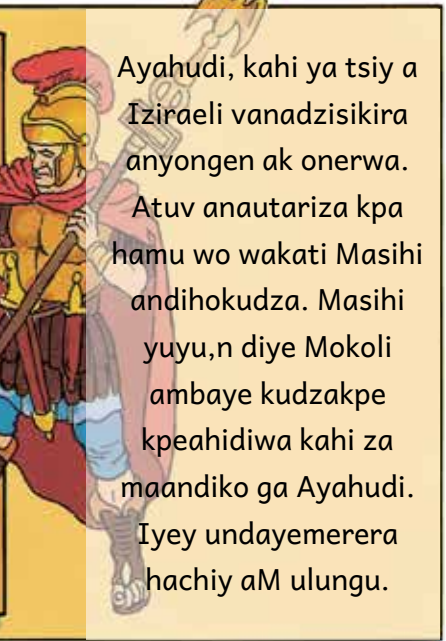 Ayahudi, kahi ya tsiy a
Iziraeli vanadzisikira
anyongen ak onerwa.
Atuv anautariza kpa
hamu wo wakati Masihi
andihokudza. Masihi
yuyu,n diye Mokoli
ambaye kudzakpe
kpeahidiwa kahi za
maandiko ga Ayahudi.
Iyey undayemerera
hachiy aM ulungu.